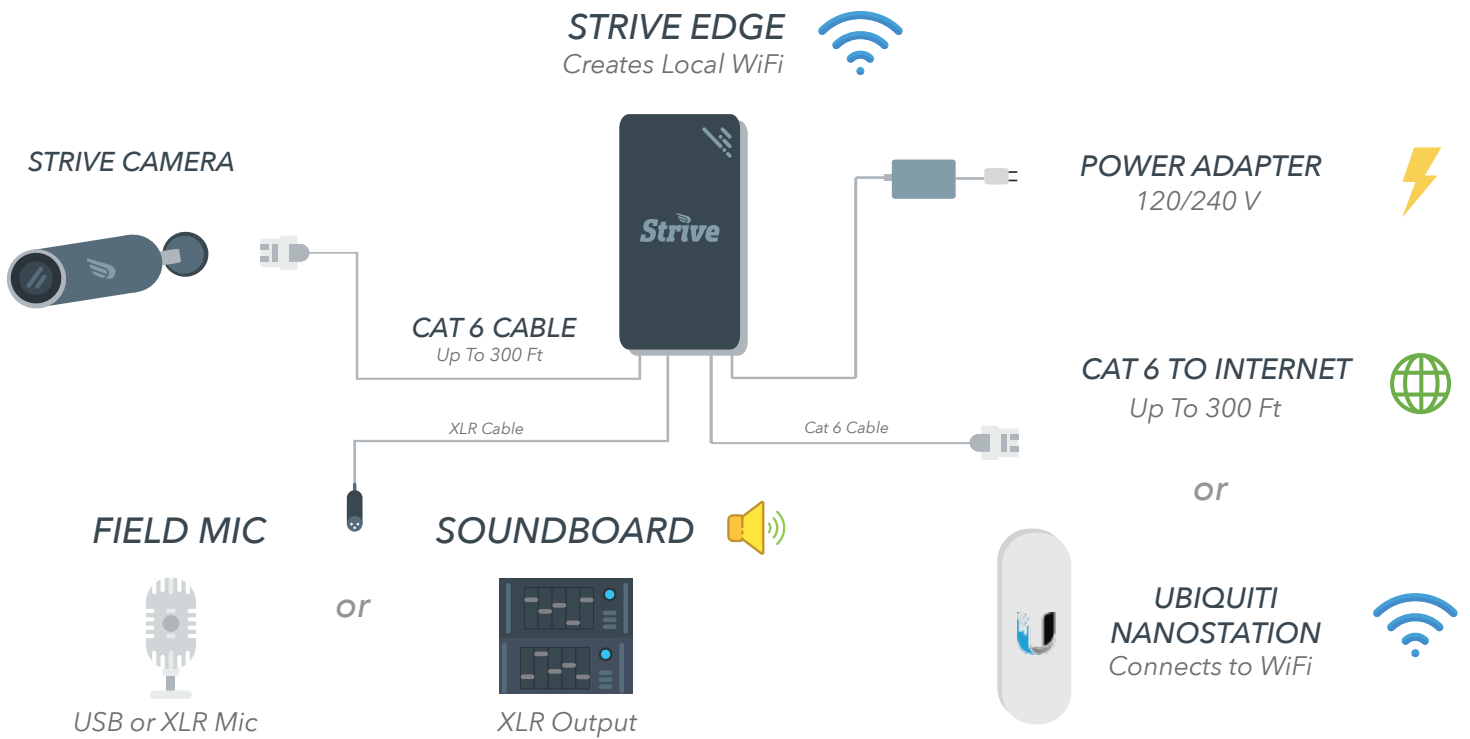 STRIVE EDGE
Creates Local WiFi
STRIVE CAMERA
POWER ADAPTER
120/240 V
Strive
CAT 6 CABLE
Up To 300 Ft
CAT 6 TO INTERNET
Up To 300 Ft
XLR Cable
Cat 6 Cable
or
FIELD MIC
SOUNDBOARD
or
UBIQUITI
NANOSTATION
Connects to WiFi
U
USB or XLR Mic
XLR Output